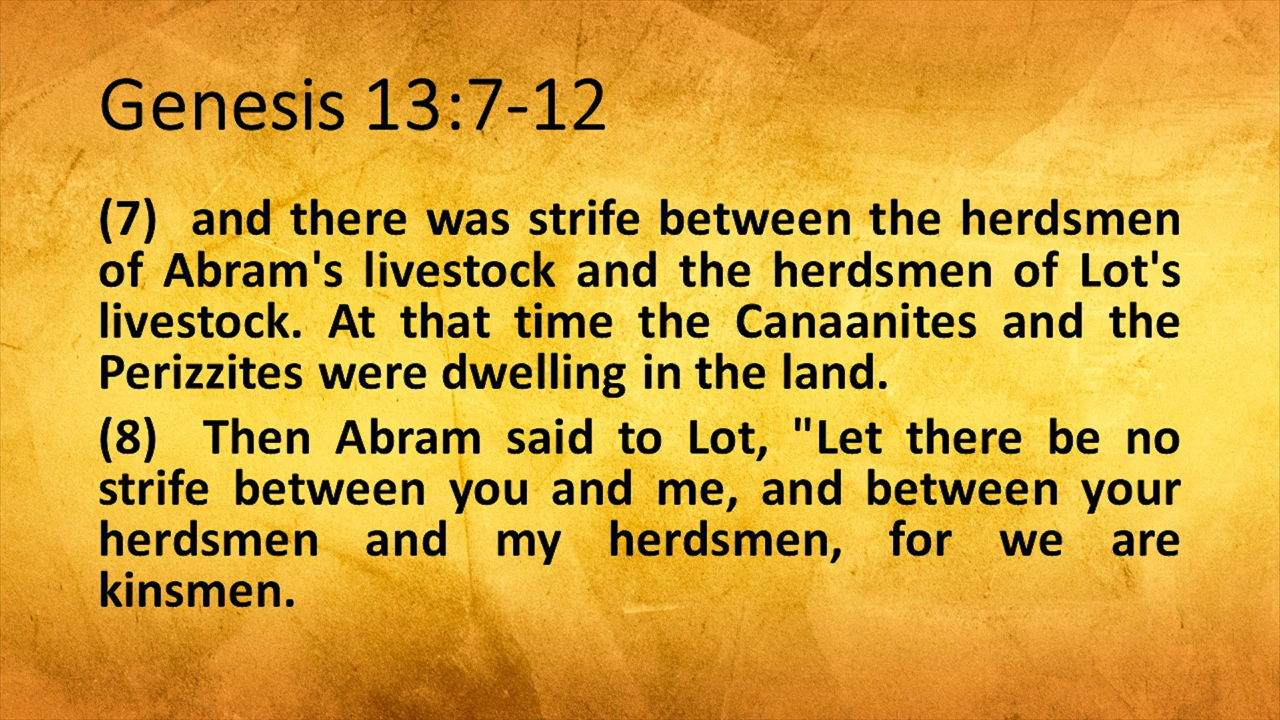 Genesis 13:7-12
(7) and there was strife between the herdsmen
of Abram's livestock and the herdsmen of Lot's
livestock. At that time the Canaanites and the
Perizzites were dwelling in the land.
(8) Then Abram said to Lot, "Let there be no
strife between you and me, and between your
herdsmen and my herdsmen, for we are
kinsmen.